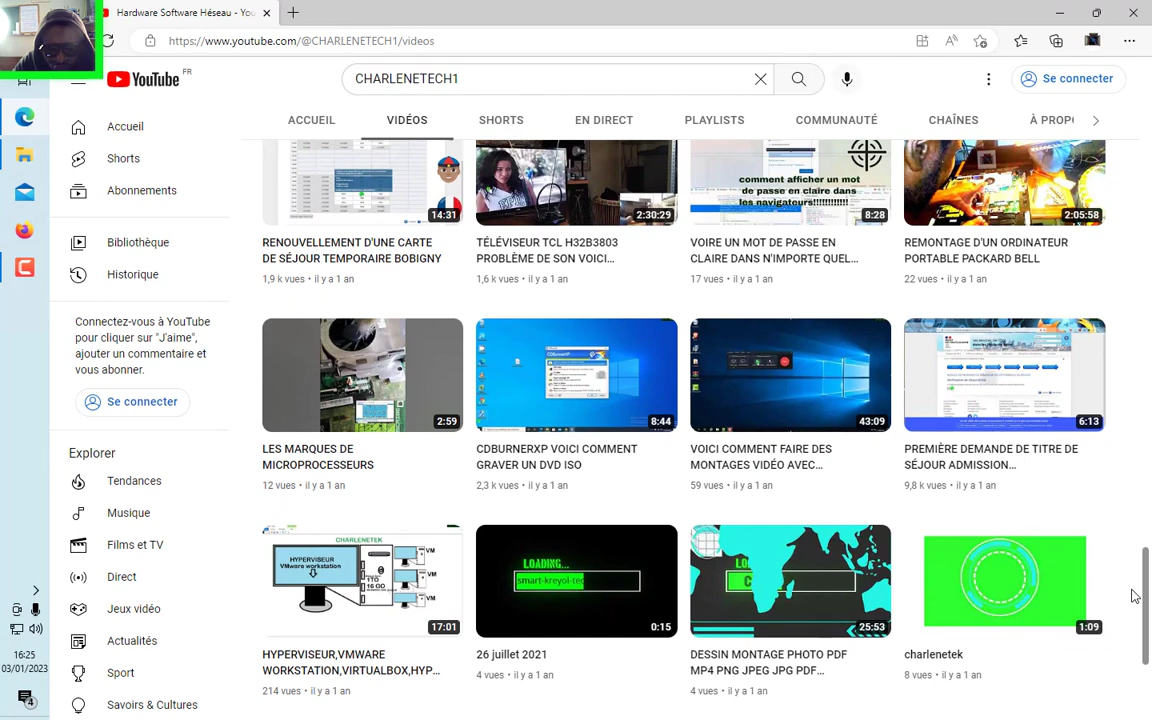 Hardware Software Héseau - You
https://www.youtube.com/@CHARLENETECH1/videos
YouTube FR
CHARLENETECH1
Se connecter
ACCUEIL VIDÉOS SHORTS EN DIRECT PLAYLISTS COMMUNAUTÉ CHAÎNES À PROP
Accueil
Shorts
Abonnements
Bibliothèque
Historique
Connectez-vous à YouTube
pour cliquer sur "J'aime",
ajouter un commentaire et
vous abonner.
Se connecter
Explorer
Tendances
Musique
Films et TV
Direct
Jeux vidéo
Actualités
Sport
Savoirs & Cultures
14:31
RENOUVELLEMENT D'UNE CARTE
DE SÉJOUR TEMPORAIRE BOBIGNY
1,9 k vues • il y a 1 an
2:30:29
TÉLÉVISEUR TCL H32B3803
PROBLÈME DE SON VOICI...
1,6 k vues • il y a 1 an
comment afficher un mot
de passe en claire dans
les navigateurs!!!!!!!!!!!!!
8:28
VOIRE UN MOT DE PASSE EN
CLAIRE DANS N'IMPORTE QUEL...
17 vues • il y a 1 an
2:05:58
REMONTAGE D'UN ORDINATEUR
PORTABLE PACKARD BELL
22 vues • il y a 1 an
2:59
LES MARQUES DE
MICROPROCESSEURS
12 vues • il y a 1 an
8:44
CDBURNERXP VOICI COMMENT
GRAVER UN DVD ISO
2,3 k vues • il y a 1 an
43:09
VOICI COMMENT FAIRE DES
MONTAGES VIDÉO AVEC...
59 vues • il y a 1 an
6:13
PREMIÈRE DEMANDE DE TITRE DE
SÉJOUR ADMISSION...
9,8 k vues • il y a 1 an
CHARLENETEK
HYPERVISEUR
VMware workstation
1TO
16 GO
VM
VM
VM
17:01
HYPERVISEUR,VMWARE
WORKSTATION,VIRTUALBOX,HYP...
214 vues • il y a 1 an
LOADING...
smart-kreyol-tec
0:15
26 juillet 2021
4 vues • il y a 1 an
25:53
DESSIN MONTAGE PHOTO PDF
MP4 PNG JPEG JPG PDF...
4 vues • il y a 1 an
1:09
charlenetek
8 vues • il y a 1 an
16:25
03/01/2023
4